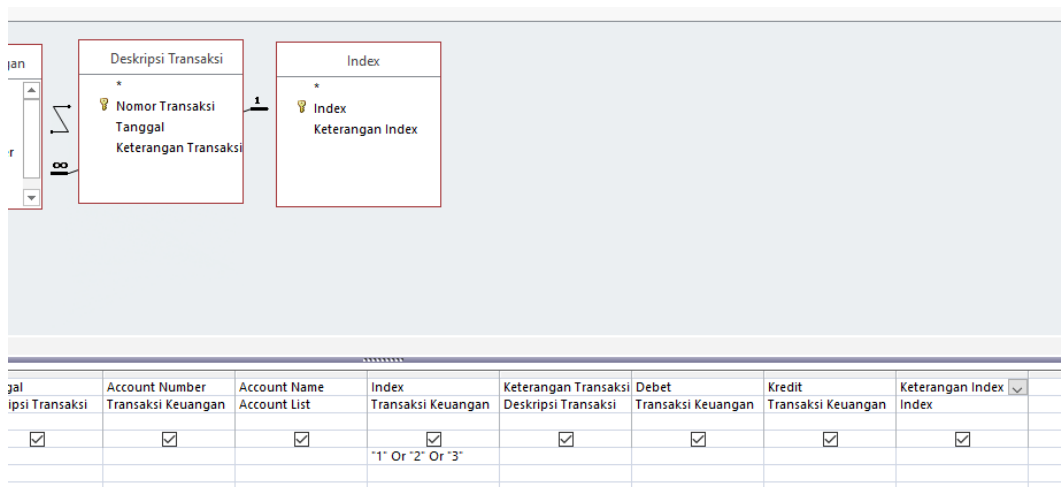 jan
Deskripsi Transaksi
Index
*
*
Nomor Transaksi
1
Index
Tanggal
Keterangan Index
r
Keterangan Transaksi
∞
gal
Account Number
Account Name
Index
Keterangan Transaksi
Debet
Kredit
Keterangan Index
ipsi Transaksi
Transaksi Keuangan
Account List
Transaksi Keuangan
Deskripsi Transaksi
Transaksi Keuangan
Transaksi Keuangan
Index
"1" Or "2" Or "3"